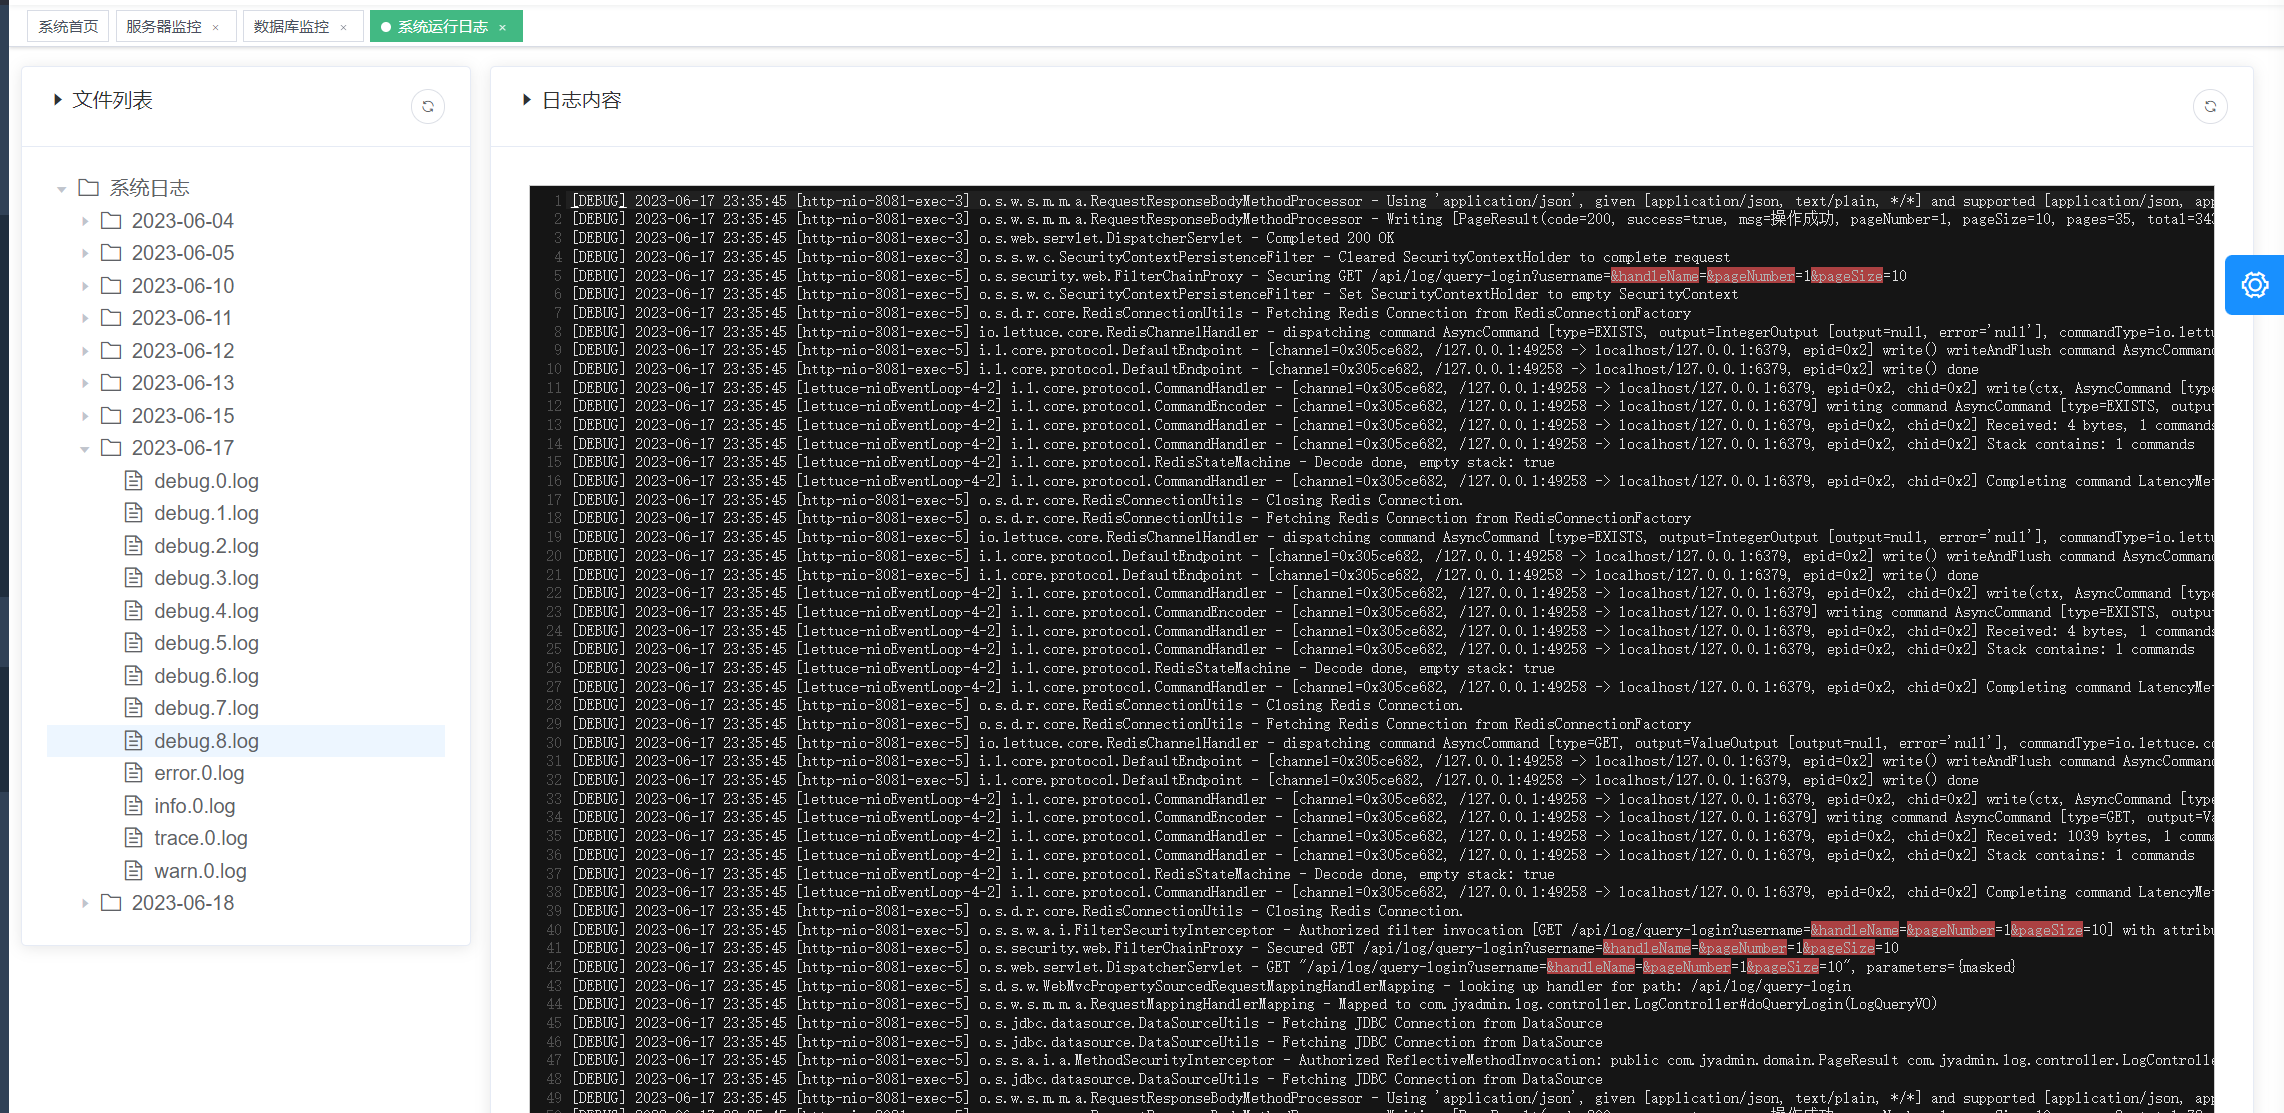 系统首页
服务器监控 ×
数据库监控 ×
系统运行日志 ×
文件列表
系统日志
2023-06-04
2023-06-05
2023-06-10
2023-06-11
2023-06-12
2023-06-13
2023-06-15
2023-06-17
debug.0.log
debug.1.log
debug.2.log
debug.3.log
debug.4.log
debug.5.log
debug.6.log
debug.7.log
debug.8.log
error.0.log
info.0.log
trace.0.log
warn.0.log
2023-06-18
日志内容
1 [DEBUG] 2023-06-17 23:35:45 [http-nio-8081-exec-3] o.s.w.s.m.m.a.RequestResponseBodyMethodProcessor - Using 'application/json', given [application/json, text/plain, */*] and supported [application/json, app
2 [DEBUG] 2023-06-17 23:35:45 [http-nio-8081-exec-3] o.s.w.s.m.m.a.RequestResponseBodyMethodProcessor - Writing [PageResult(code=200, success=true, msg=操作成功, pageNumber=1, pageSize=10, pages=35, total=343
3 [DEBUG] 2023-06-17 23:35:45 [http-nio-8081-exec-3] o.s.web.servlet.DispatcherServlet - Completed 200 OK
4 [DEBUG] 2023-06-17 23:35:45 [http-nio-8081-exec-3] o.s.s.w.c.SecurityContextPersistenceFilter - Cleared SecurityContextHolder to complete request
5 [DEBUG] 2023-06-17 23:35:45 [http-nio-8081-exec-5] o.s.security.web.FilterChainProxy - Securing GET /api/log/query-login?username=&handleName=&pageNumber=1&pageSize=10
6 [DEBUG] 2023-06-17 23:35:45 [http-nio-8081-exec-5] o.s.s.w.c.SecurityContextPersistenceFilter - Set SecurityContextHolder to empty SecurityContext
7 [DEBUG] 2023-06-17 23:35:45 [http-nio-8081-exec-5] o.s.d.r.core.RedisConnectionUtils - Fetching Redis Connection from RedisConnectionFactory
8 [DEBUG] 2023-06-17 23:35:45 [http-nio-8081-exec-5] io.lettuce.core.RedisChannelHandler - dispatching command AsyncCommand [type=EXISTS, output=IntegerOutput [output=null, error='null'], commandType=io.lettu
9 [DEBUG] 2023-06-17 23:35:45 [http-nio-8081-exec-5] i.l.core.protocol.DefaultEndpoint - [channel=0x305ce682, /127.0.0.1:49258 -> localhost/127.0.0.1:6379, epid=0x2] write() writeAndFlush command AsyncComman
10 [DEBUG] 2023-06-17 23:35:45 [http-nio-8081-exec-5] i.l.core.protocol.DefaultEndpoint - [channel=0x305ce682, /127.0.0.1:49258 -> localhost/127.0.0.1:6379, epid=0x2] write() done
11 [DEBUG] 2023-06-17 23:35:45 [lettuce-nioEventLoop-4-2] i.l.core.protocol.CommandHandler - [channel=0x305ce682, /127.0.0.1:49258 -> localhost/127.0.0.1:6379, epid=0x2, chid=0x2] write(ctx, AsyncCommand [type
12 [DEBUG] 2023-06-17 23:35:45 [lettuce-nioEventLoop-4-2] i.l.core.protocol.CommandEncoder - [channel=0x305ce682, /127.0.0.1:49258 -> localhost/127.0.0.1:6379] writing command AsyncCommand [type=EXISTS, outpu
13 [DEBUG] 2023-06-17 23:35:45 [lettuce-nioEventLoop-4-2] i.l.core.protocol.CommandHandler - [channel=0x305ce682, /127.0.0.1:49258 -> localhost/127.0.0.1:6379, epid=0x2, chid=0x2] Received: 4 bytes, 1 commands
14 [DEBUG] 2023-06-17 23:35:45 [lettuce-nioEventLoop-4-2] i.l.core.protocol.CommandHandler - [channel=0x305ce682, /127.0.0.1:49258 -> localhost/127.0.0.1:6379, epid=0x2, chid=0x2] Stack contains: 1 commands
15 [DEBUG] 2023-06-17 23:35:45 [lettuce-nioEventLoop-4-2] i.l.core.protocol.RedisStateMachine - Decode done, empty stack: true
16 [DEBUG] 2023-06-17 23:35:45 [lettuce-nioEventLoop-4-2] i.l.core.protocol.CommandHandler - [channel=0x305ce682, /127.0.0.1:49258 -> localhost/127.0.0.1:6379, epid=0x2, chid=0x2] Completing command LatencyMe
17 [DEBUG] 2023-06-17 23:35:45 [http-nio-8081-exec-5] o.s.d.r.core.RedisConnectionUtils - Closing Redis Connection.
18 [DEBUG] 2023-06-17 23:35:45 [http-nio-8081-exec-5] o.s.d.r.core.RedisConnectionUtils - Fetching Redis Connection from RedisConnectionFactory
19 [DEBUG] 2023-06-17 23:35:45 [http-nio-8081-exec-5] io.lettuce.core.RedisChannelHandler - dispatching command AsyncCommand [type=EXISTS, output=IntegerOutput [output=null, error='null'], commandType=io.lettu
20 [DEBUG] 2023-06-17 23:35:45 [http-nio-8081-exec-5] i.l.core.protocol.DefaultEndpoint - [channel=0x305ce682, /127.0.0.1:49258 -> localhost/127.0.0.1:6379, epid=0x2] write() writeAndFlush command AsyncComman
21 [DEBUG] 2023-06-17 23:35:45 [http-nio-8081-exec-5] i.l.core.protocol.DefaultEndpoint - [channel=0x305ce682, /127.0.0.1:49258 -> localhost/127.0.0.1:6379, epid=0x2] write() done
22 [DEBUG] 2023-06-17 23:35:45 [lettuce-nioEventLoop-4-2] i.l.core.protocol.CommandHandler - [channel=0x305ce682, /127.0.0.1:49258 -> localhost/127.0.0.1:6379, epid=0x2, chid=0x2] write(ctx, AsyncCommand [type
23 [DEBUG] 2023-06-17 23:35:45 [lettuce-nioEventLoop-4-2] i.l.core.protocol.CommandEncoder - [channel=0x305ce682, /127.0.0.1:49258 -> localhost/127.0.0.1:6379] writing command AsyncCommand [type=EXISTS, outpu
24 [DEBUG] 2023-06-17 23:35:45 [lettuce-nioEventLoop-4-2] i.l.core.protocol.CommandHandler - [channel=0x305ce682, /127.0.0.1:49258 -> localhost/127.0.0.1:6379, epid=0x2, chid=0x2] Received: 4 bytes, 1 commands
25 [DEBUG] 2023-06-17 23:35:45 [lettuce-nioEventLoop-4-2] i.l.core.protocol.CommandHandler - [channel=0x305ce682, /127.0.0.1:49258 -> localhost/127.0.0.1:6379, epid=0x2, chid=0x2] Stack contains: 1 commands
26 [DEBUG] 2023-06-17 23:35:45 [lettuce-nioEventLoop-4-2] i.l.core.protocol.RedisStateMachine - Decode done, empty stack: true
27 [DEBUG] 2023-06-17 23:35:45 [lettuce-nioEventLoop-4-2] i.l.core.protocol.CommandHandler - [channel=0x305ce682, /127.0.0.1:49258 -> localhost/127.0.0.1:6379, epid=0x2, chid=0x2] Completing command LatencyMe
28 [DEBUG] 2023-06-17 23:35:45 [http-nio-8081-exec-5] o.s.d.r.core.RedisConnectionUtils - Closing Redis Connection.
29 [DEBUG] 2023-06-17 23:35:45 [http-nio-8081-exec-5] o.s.d.r.core.RedisConnectionUtils - Fetching Redis Connection from RedisConnectionFactory
30 [DEBUG] 2023-06-17 23:35:45 [http-nio-8081-exec-5] io.lettuce.core.RedisChannelHandler - dispatching command AsyncCommand [type=GET, output=ValueOutput [output=null, error='null'], commandType=io.lettuce.co
31 [DEBUG] 2023-06-17 23:35:45 [http-nio-8081-exec-5] i.l.core.protocol.DefaultEndpoint - [channel=0x305ce682, /127.0.0.1:49258 -> localhost/127.0.0.1:6379, epid=0x2] write() writeAndFlush command AsyncComman
32 [DEBUG] 2023-06-17 23:35:45 [http-nio-8081-exec-5] i.l.core.protocol.DefaultEndpoint - [channel=0x305ce682, /127.0.0.1:49258 -> localhost/127.0.0.1:6379, epid=0x2] write() done
33 [DEBUG] 2023-06-17 23:35:45 [lettuce-nioEventLoop-4-2] i.l.core.protocol.CommandHandler - [channel=0x305ce682, /127.0.0.1:49258 -> localhost/127.0.0.1:6379, epid=0x2, chid=0x2] write(ctx, AsyncCommand [type
34 [DEBUG] 2023-06-17 23:35:45 [lettuce-nioEventLoop-4-2] i.l.core.protocol.CommandEncoder - [channel=0x305ce682, /127.0.0.1:49258 -> localhost/127.0.0.1:6379] writing command AsyncCommand [type=GET, output=Va
35 [DEBUG] 2023-06-17 23:35:45 [lettuce-nioEventLoop-4-2] i.l.core.protocol.CommandHandler - [channel=0x305ce682, /127.0.0.1:49258 -> localhost/127.0.0.1:6379, epid=0x2, chid=0x2] Received: 1039 bytes, 1 comma
36 [DEBUG] 2023-06-17 23:35:45 [lettuce-nioEventLoop-4-2] i.l.core.protocol.CommandHandler - [channel=0x305ce682, /127.0.0.1:49258 -> localhost/127.0.0.1:6379, epid=0x2, chid=0x2] Stack contains: 1 commands
37 [DEBUG] 2023-06-17 23:35:45 [lettuce-nioEventLoop-4-2] i.l.core.protocol.RedisStateMachine - Decode done, empty stack: true
38 [DEBUG] 2023-06-17 23:35:45 [lettuce-nioEventLoop-4-2] i.l.core.protocol.CommandHandler - [channel=0x305ce682, /127.0.0.1:49258 -> localhost/127.0.0.1:6379, epid=0x2, chid=0x2] Completing command LatencyMe
39 [DEBUG] 2023-06-17 23:35:45 [http-nio-8081-exec-5] o.s.d.r.core.RedisConnectionUtils - Closing Redis Connection.
40 [DEBUG] 2023-06-17 23:35:45 [http-nio-8081-exec-5] o.s.s.w.a.i.FilterSecurityInterceptor - Authorized filter invocation [GET /api/log/query-login?username=&handleName=&pageNumber=1&pageSize=10] with attribu
41 [DEBUG] 2023-06-17 23:35:45 [http-nio-8081-exec-5] o.s.security.web.FilterChainProxy - Secured GET /api/log/query-login?username=&handleName=&pageNumber=1&pageSize=10
42 [DEBUG] 2023-06-17 23:35:45 [http-nio-8081-exec-5] o.s.web.servlet.DispatcherServlet - GET "/api/log/query-login?username=&handleName=&pageNumber=1&pageSize=10", parameters={masked}
43 [DEBUG] 2023-06-17 23:35:45 [http-nio-8081-exec-5] s.d.s.w.WebMvcPropertySourcedRequestMappingHandlerMapping - looking up handler for path: /api/log/query-login
44 [DEBUG] 2023-06-17 23:35:45 [http-nio-8081-exec-5] o.s.w.s.m.m.a.RequestMappingHandlerMapping - Mapped to com.jyadmin.log.controller.LogController#doQueryLogin(LogQueryVO)
45 [DEBUG] 2023-06-17 23:35:45 [http-nio-8081-exec-5] o.s.jdbc.datasource.DataSourceUtils - Fetching JDBC Connection from DataSource
46 [DEBUG] 2023-06-17 23:35:45 [http-nio-8081-exec-5] o.s.jdbc.datasource.DataSourceUtils - Fetching JDBC Connection from DataSource
47 [DEBUG] 2023-06-17 23:35:45 [http-nio-8081-exec-5] o.s.s.a.i.a.MethodSecurityInterceptor - Authorized ReflectiveMethodInvocation: public com.jyadmin.domain.PageResult com.jyadmin.log.controller.LogControlle
48 [DEBUG] 2023-06-17 23:35:45 [http-nio-8081-exec-5] o.s.jdbc.datasource.DataSourceUtils - Fetching JDBC Connection from DataSource
49 [DEBUG] 2023-06-17 23:35:45 [http-nio-8081-exec-5] o.s.w.s.m.m.a.RequestResponseBodyMethodProcessor - Using 'application/json', given [application/json, text/plain, */*] and supported [application/json, app